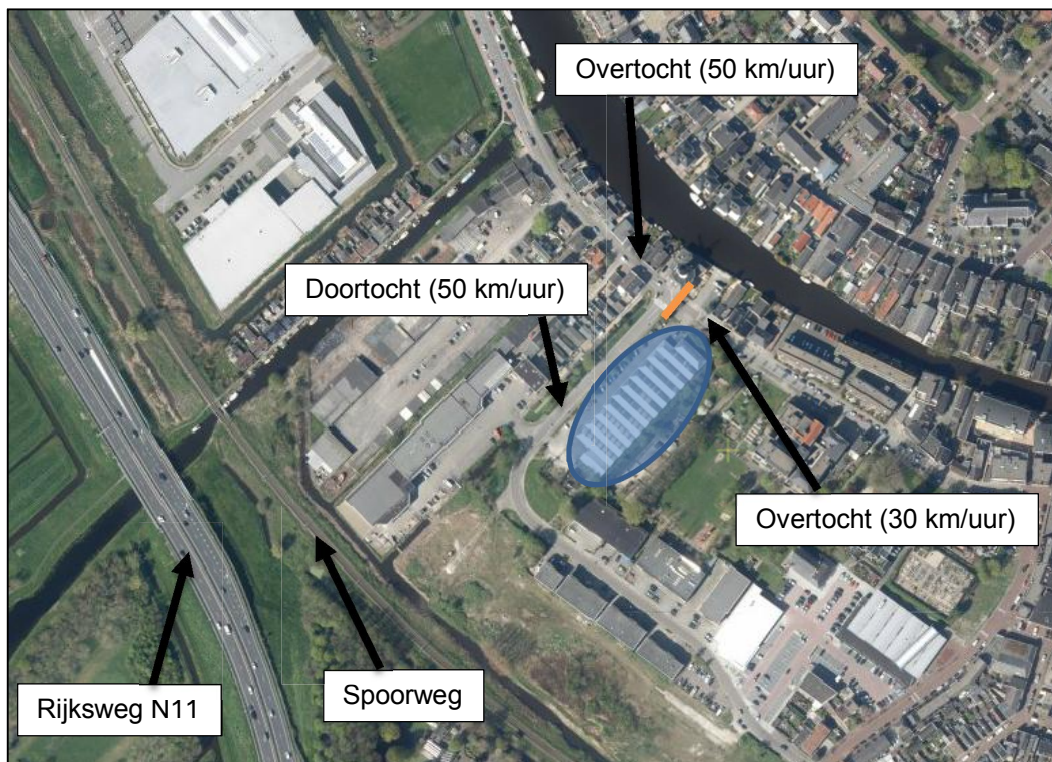 Overtocht (50 km/uur)
Doortocht (50 km/uur)
Overtocht (30 km/uur)
Rijksweg N11
Spoorweg